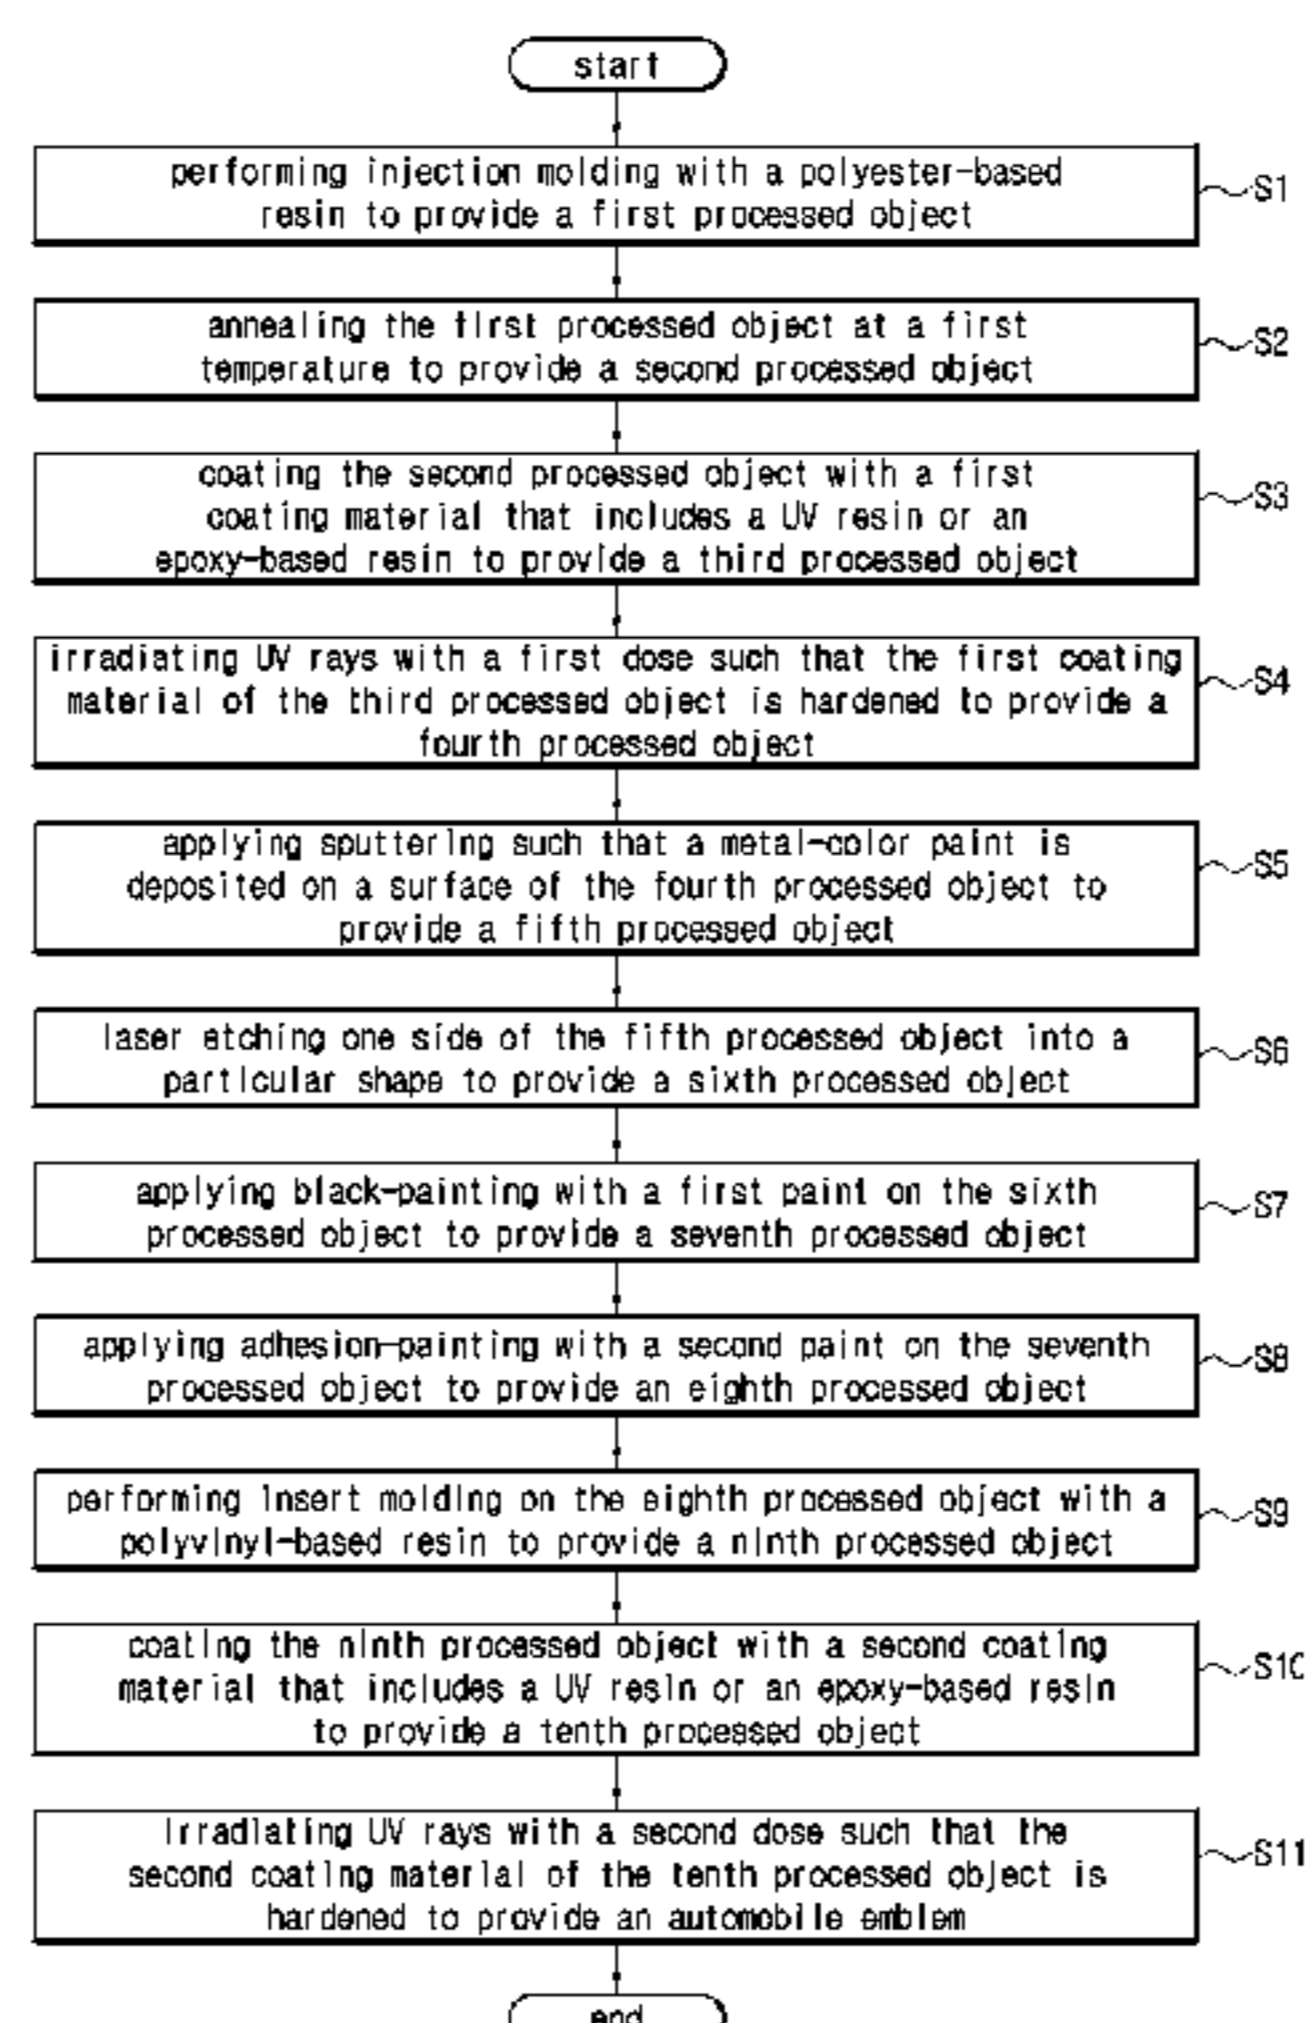 start
performing injection molding with a polyester-based
resin to provide a first processed object
S1
annealing the first processed object at a first
temperature to provide a second processed object
S2
coating the second processed object with a first
coating material that includes a UV resin or an
epoxy-based resin to provide a third processed object
S3
irradiating UV rays with a first dose such that the first coating
material of the third processed object is hardened to provide a
fourth processed object
S4
applying sputtering such that a metal-color paint is
deposited on a surface of the fourth processed object to
provide a fifth processed object
S5
laser etching one side of the fifth processed object into a
particular shape to provide a sixth processed object
S6
applying black-painting with a first paint on the sixth
processed object to provide a seventh processed object
S7
applying adhesion-painting with a second paint on the seventh
processed object to provide an eighth processed object
S8
performing insert molding on the eighth processed object with a
polyvinyl-based resin to provide a ninth processed object
S9
coating the ninth processed object with a second coating
material that includes a UV resin or an epoxy-based resin
to provide a tenth processed object
S10
irradiating UV rays with a second dose such that the
second coating material of the tenth processed object is
hardened to provide an automobile emblem
S11
end